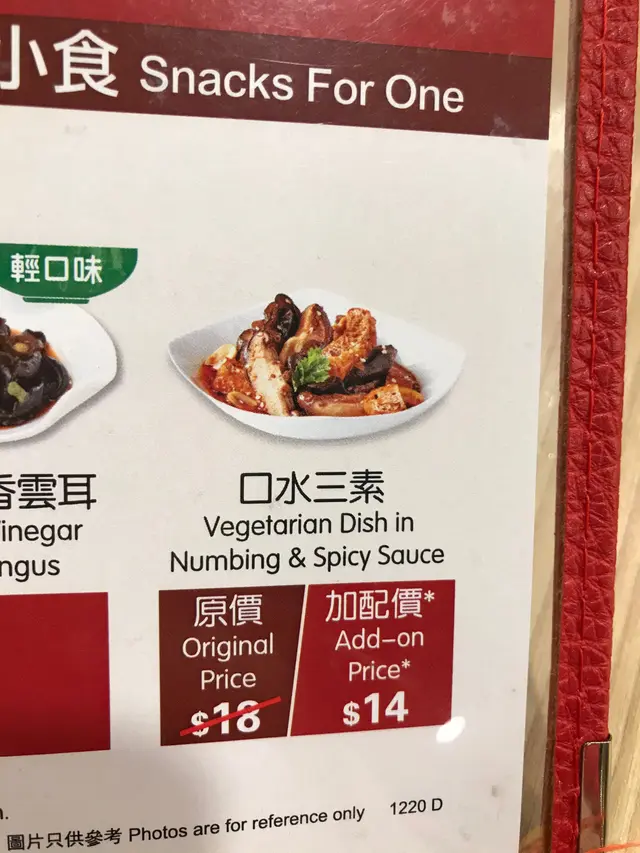 小食 Snacks For One
輕口味
香雲耳
inegar
ngus
口水三素
Vegetarian Dish in
Numbing & Spicy Sauce
原價
Original
Price
$18
加配價*
Add-on
Price*
$14
圖片只供參考 Photos are for reference only
1220 D